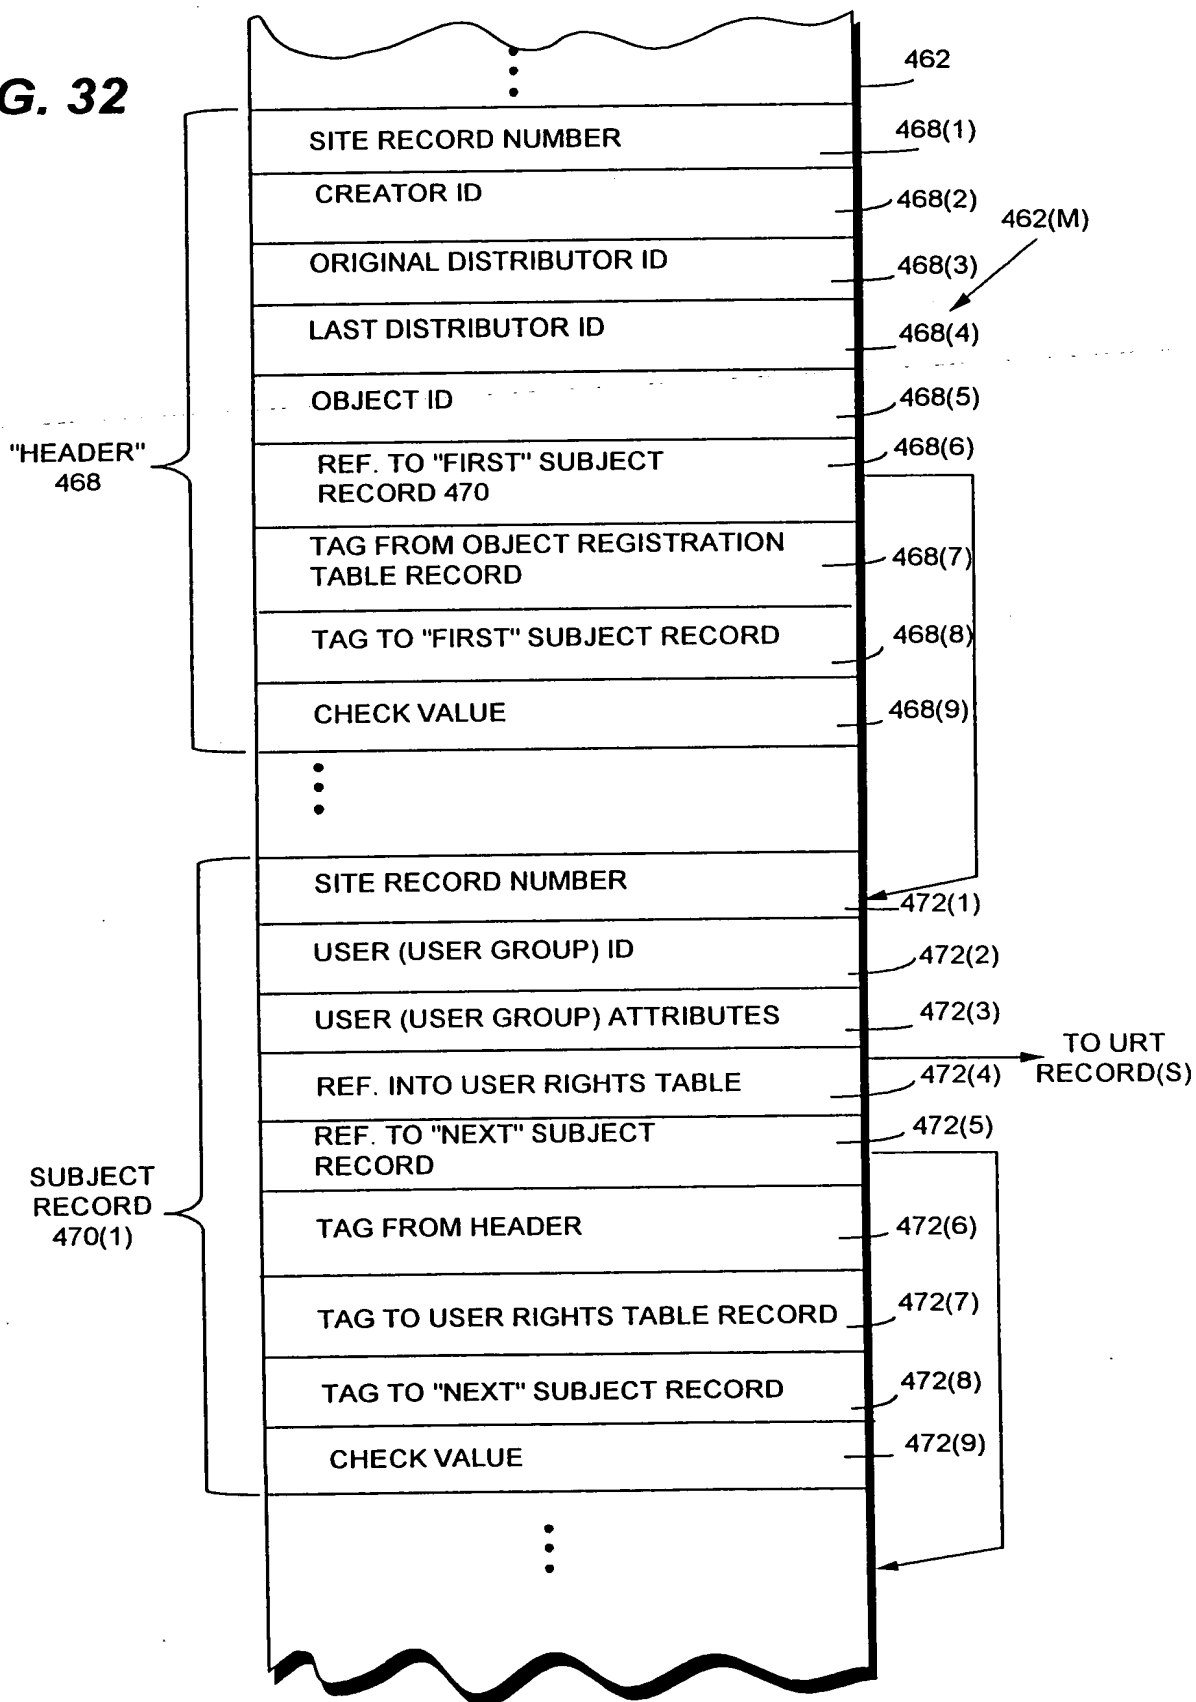 G. 32
462
SITE RECORD NUMBER
468(1)
CREATOR ID
468(2)
462(M)
ORIGINAL DISTRIBUTOR ID
468(3)
LAST DISTRIBUTOR ID
468(4)
OBJECT ID
468(5)
"HEADER"
468
REF. TO "FIRST" SUBJECT
RECORD 470
468(6)
TAG FROM OBJECT REGISTRATION
TABLE RECORD
468(7)
TAG TO "FIRST" SUBJECT RECORD
468(8)
CHECK VALUE
468(9)
SITE RECORD NUMBER
472(1)
USER (USER GROUP) ID
472(2)
USER (USER GROUP) ATTRIBUTES
472(3)
TO URT
RECORD(S)
REF. INTO USER RIGHTS TABLE
472(4)
REF. TO "NEXT" SUBJECT
RECORD
472(5)
SUBJECT
RECORD
470(1)
TAG FROM HEADER
472(6)
TAG TO USER RIGHTS TABLE RECORD
472(7)
TAG TO "NEXT" SUBJECT RECORD
472(8)
CHECK VALUE
472(9)